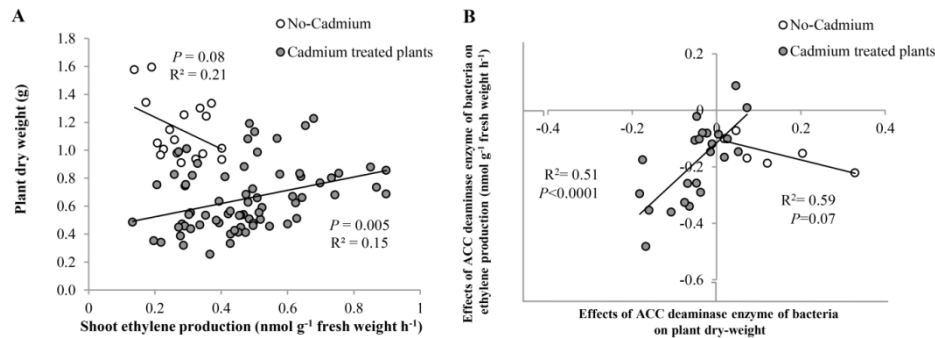 A
No-Cadmium
Cadmium treated plants
P = 0.08
R² = 0.21
P = 0.005
R² = 0.15
Plant dry weight (g)
1.8
1.6
1.4
1.2
1.0
0.8
0.6
0.4
0.2
0.0
0
0.2
0.4
0.6
0.8
1
Shoot ethylene production (nmol g⁻¹ fresh weight h⁻¹)
B
No-Cadmium
Cadmium treated plants
Effects of ACC deaminase enzyme of bacteria on
ethylene production (nmol g⁻¹ fresh weight h⁻¹)
0.2
0
-0.2
-0.4
-0.6
-0.4
-0.2
0
0.2
0.4
R²= 0.51
P<0.0001
R²= 0.59
P=0.07
Effects of ACC deaminase enzyme of bacteria
on plant dry-weight